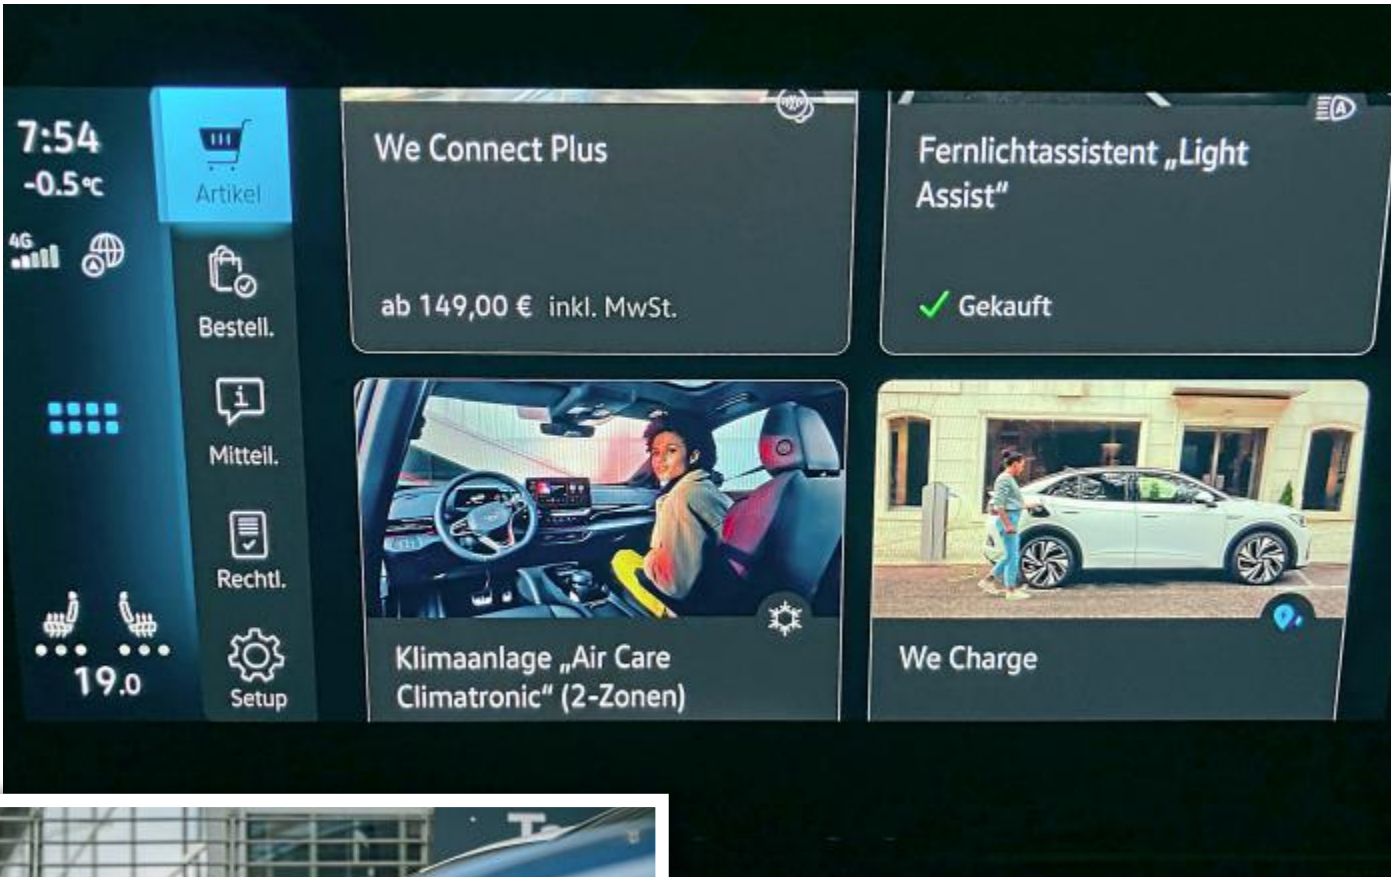 7:54
-0.5°C
4G
Artikel
Bestell.
Mitteil.
Rechtl.
Setup
19.0
We Connect Plus
ab 149,00 € inkl. MwSt.
Fernlichtassistent „Light
Assist“
Gekauft
Klimaanlage „Air Care
Climatronic“ (2-Zonen)
We Charge